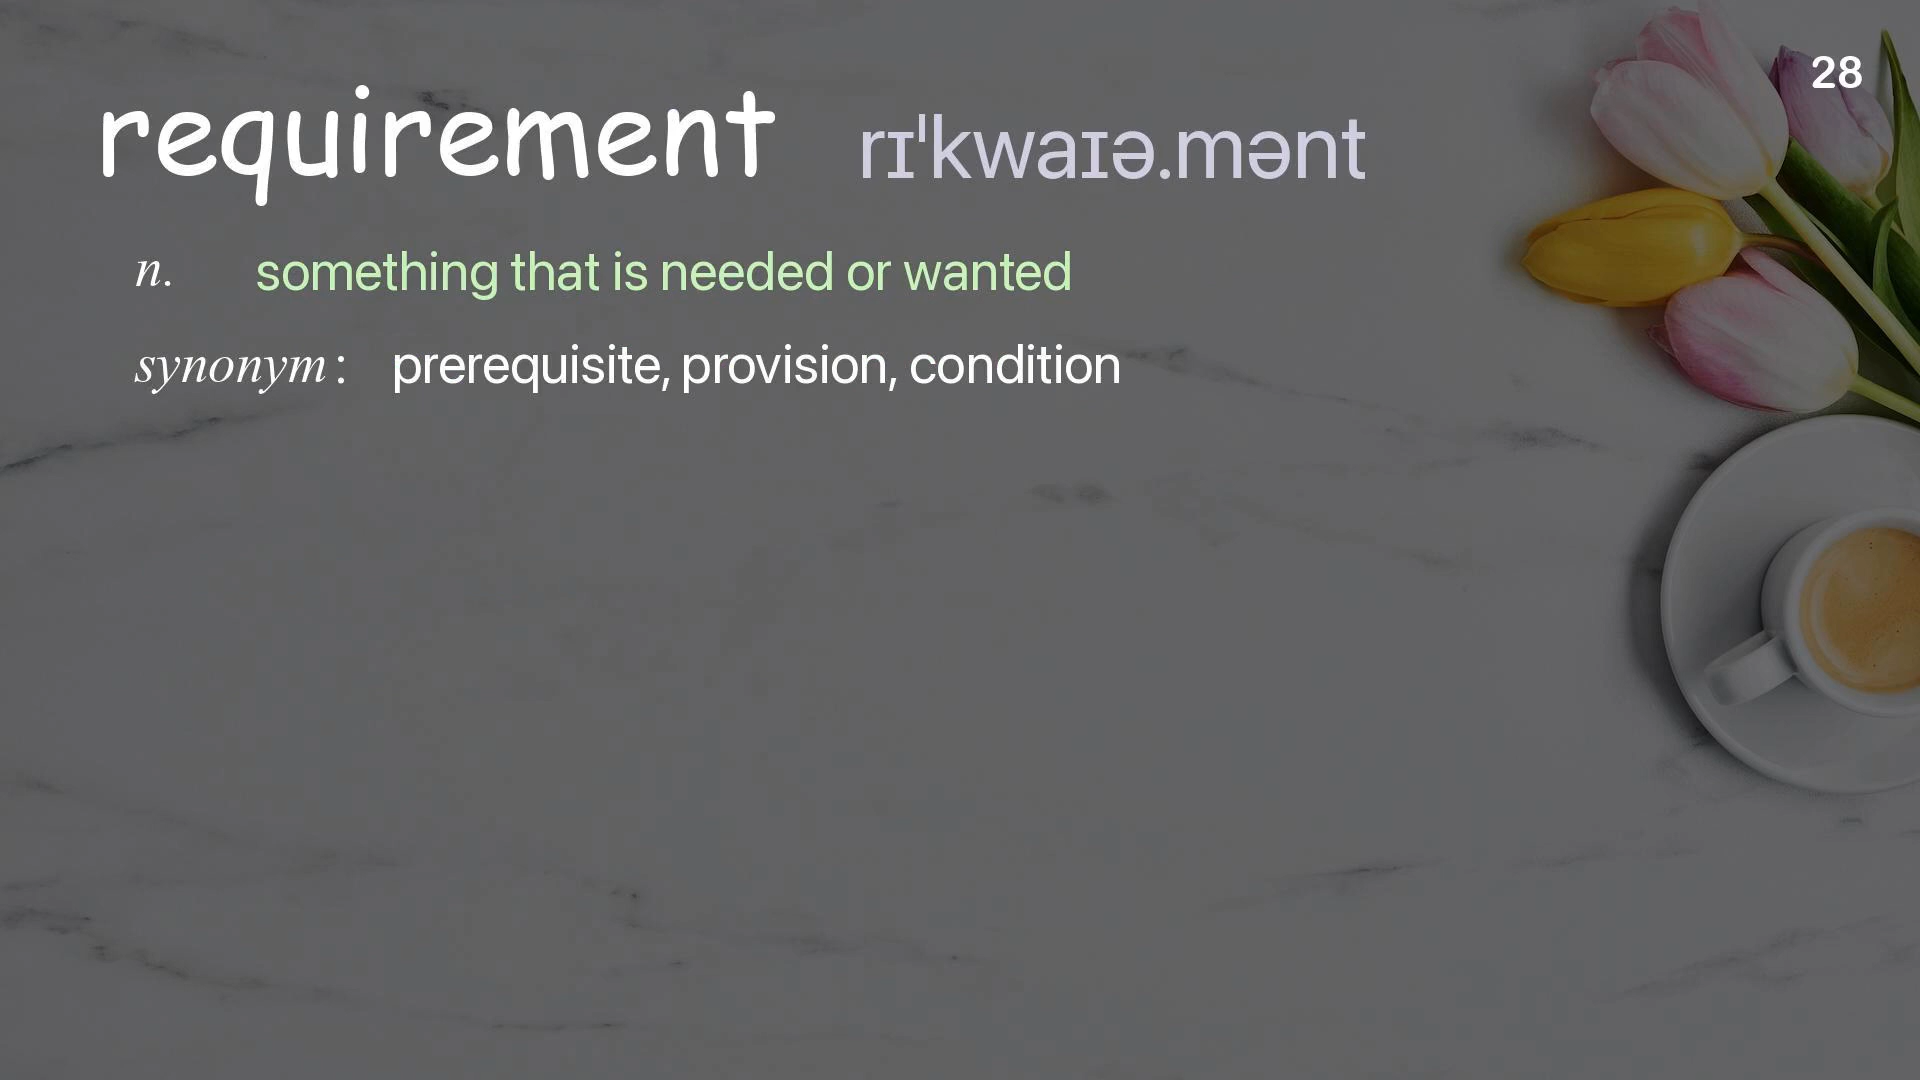 28
requirement rɪˈkwaɪə.mənt
n. something that is needed or wanted
synonym: prerequisite, provision, condition